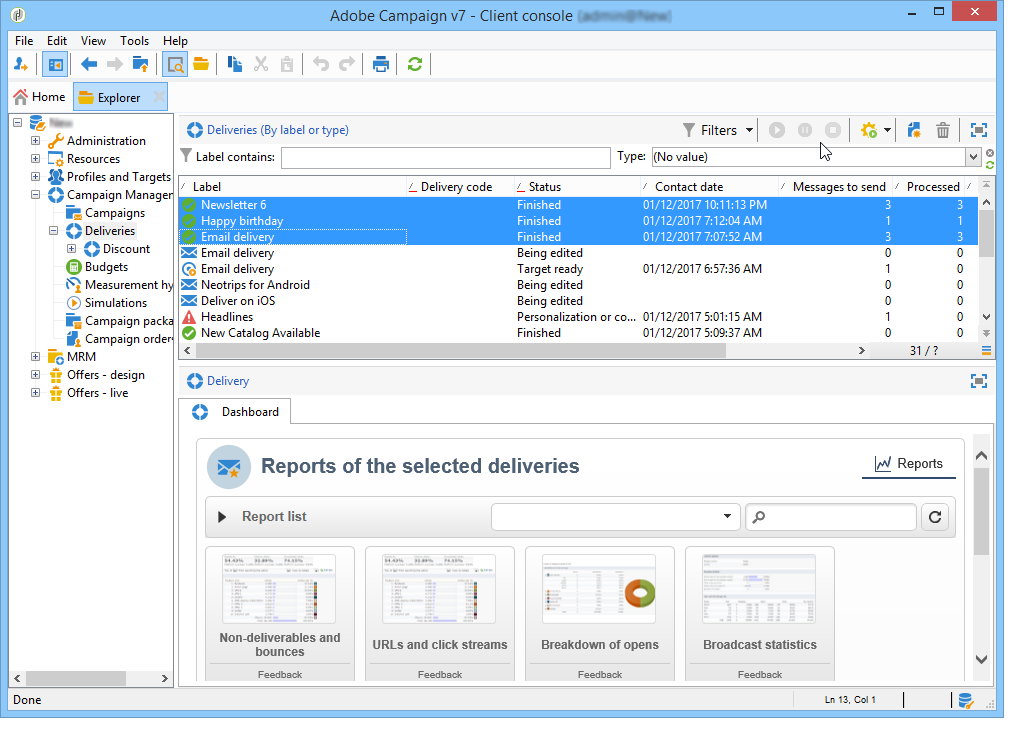 Adobe Campaign v7 - Client console
File Edit View Tools Help
Home Explorer
Administration
Resources
Profiles and Targets
Campaign Manager
Campaigns
Deliveries
Discount
Budgets
Measurement hy
Simulations
Campaign packa
Campaign order
MRM
Offers - design
Offers - live
Deliveries (By label or type) Filters
Label contains: Type: (No value)
Label Delivery code Status Contact date Messages to send Processed
Newsletter 6 Finished 01/12/2017 10:11:13 PM 3 3
Happy birthday Finished 01/12/2017 7:12:04 AM 1 1
Email delivery Finished 01/12/2017 7:07:52 AM 3 3
Email delivery Being edited 0 0
Email delivery Target ready 01/12/2017 6:57:36 AM 1 0
Neotrips for Android Being edited 0 0
Deliver on iOS Being edited 0 0
Headlines Personalization or co... 01/12/2017 5:01:15 AM 1 0
New Catalog Available Finished 01/12/2017 5:09:37 AM 0 0
31 / ?
Delivery
Dashboard
Reports of the selected deliveries Reports
Report list
Non-deliverables and bounces
Feedback
URLs and click streams
Feedback
Breakdown of opens
Feedback
Broadcast statistics
Feedback
Done Ln 13, Col 1